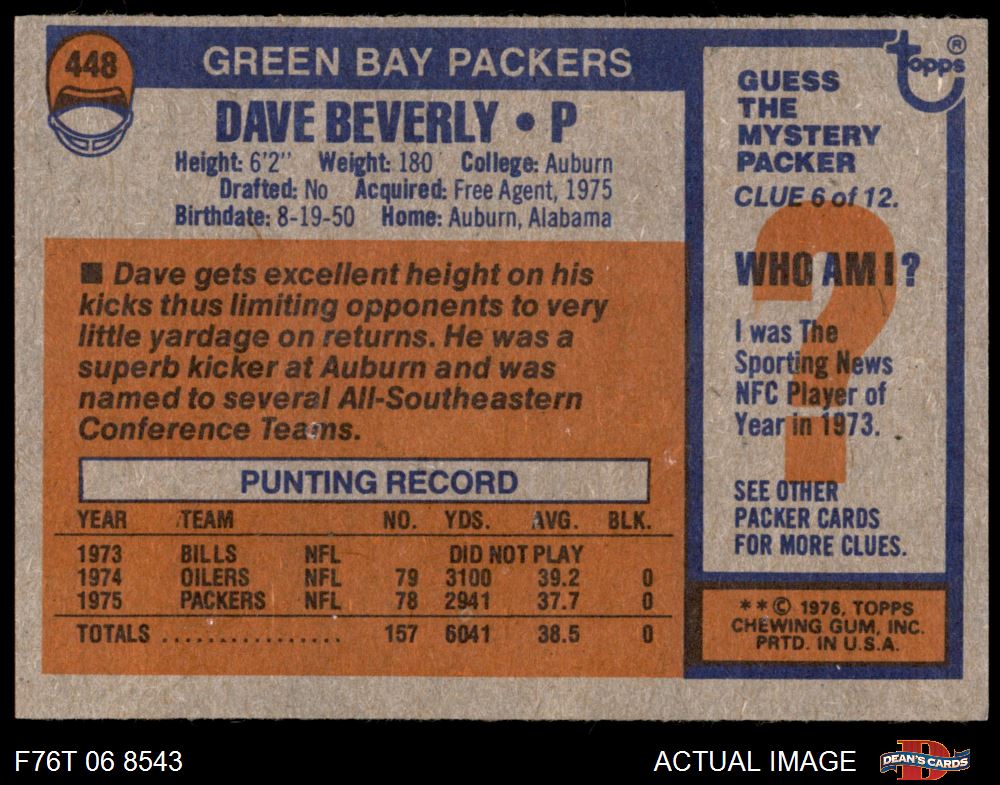 448
GREEN BAY PACKERS
DAVE BEVERLY • P
Height: 6'2" Weight: 180 College: Auburn
Drafted: No Acquired: Free Agent, 1975
Birthdate: 8-19-50 Home: Auburn, Alabama
■ Dave gets excellent height on his
kicks thus limiting opponents to very
little yardage on returns. He was a
superb kicker at Auburn and was
named to several All-Southeastern
Conference Teams.
PUNTING RECORD
YEAR TEAM NO. YDS. AVG. BLK.
1973 BILLS NFL DID NOT PLAY
1974 OILERS NFL 79 3100 39.2 0
1975 PACKERS NFL 78 2941 37.7 0
TOTALS ................ 157 6041 38.5 0
topps ®
GUESS
THE
MYSTERY
PACKER
CLUE 6 of 12.
?
WHO AM I?
I was The
Sporting News
NFC Player of
Year in 1973.
SEE OTHER
PACKER CARDS
FOR MORE CLUES.
** © 1976, TOPPS
CHEWING GUM, INC.
PRTD. IN U.S.A.
F76T 06 8543
ACTUAL IMAGE
D
DEAN'S CARDS